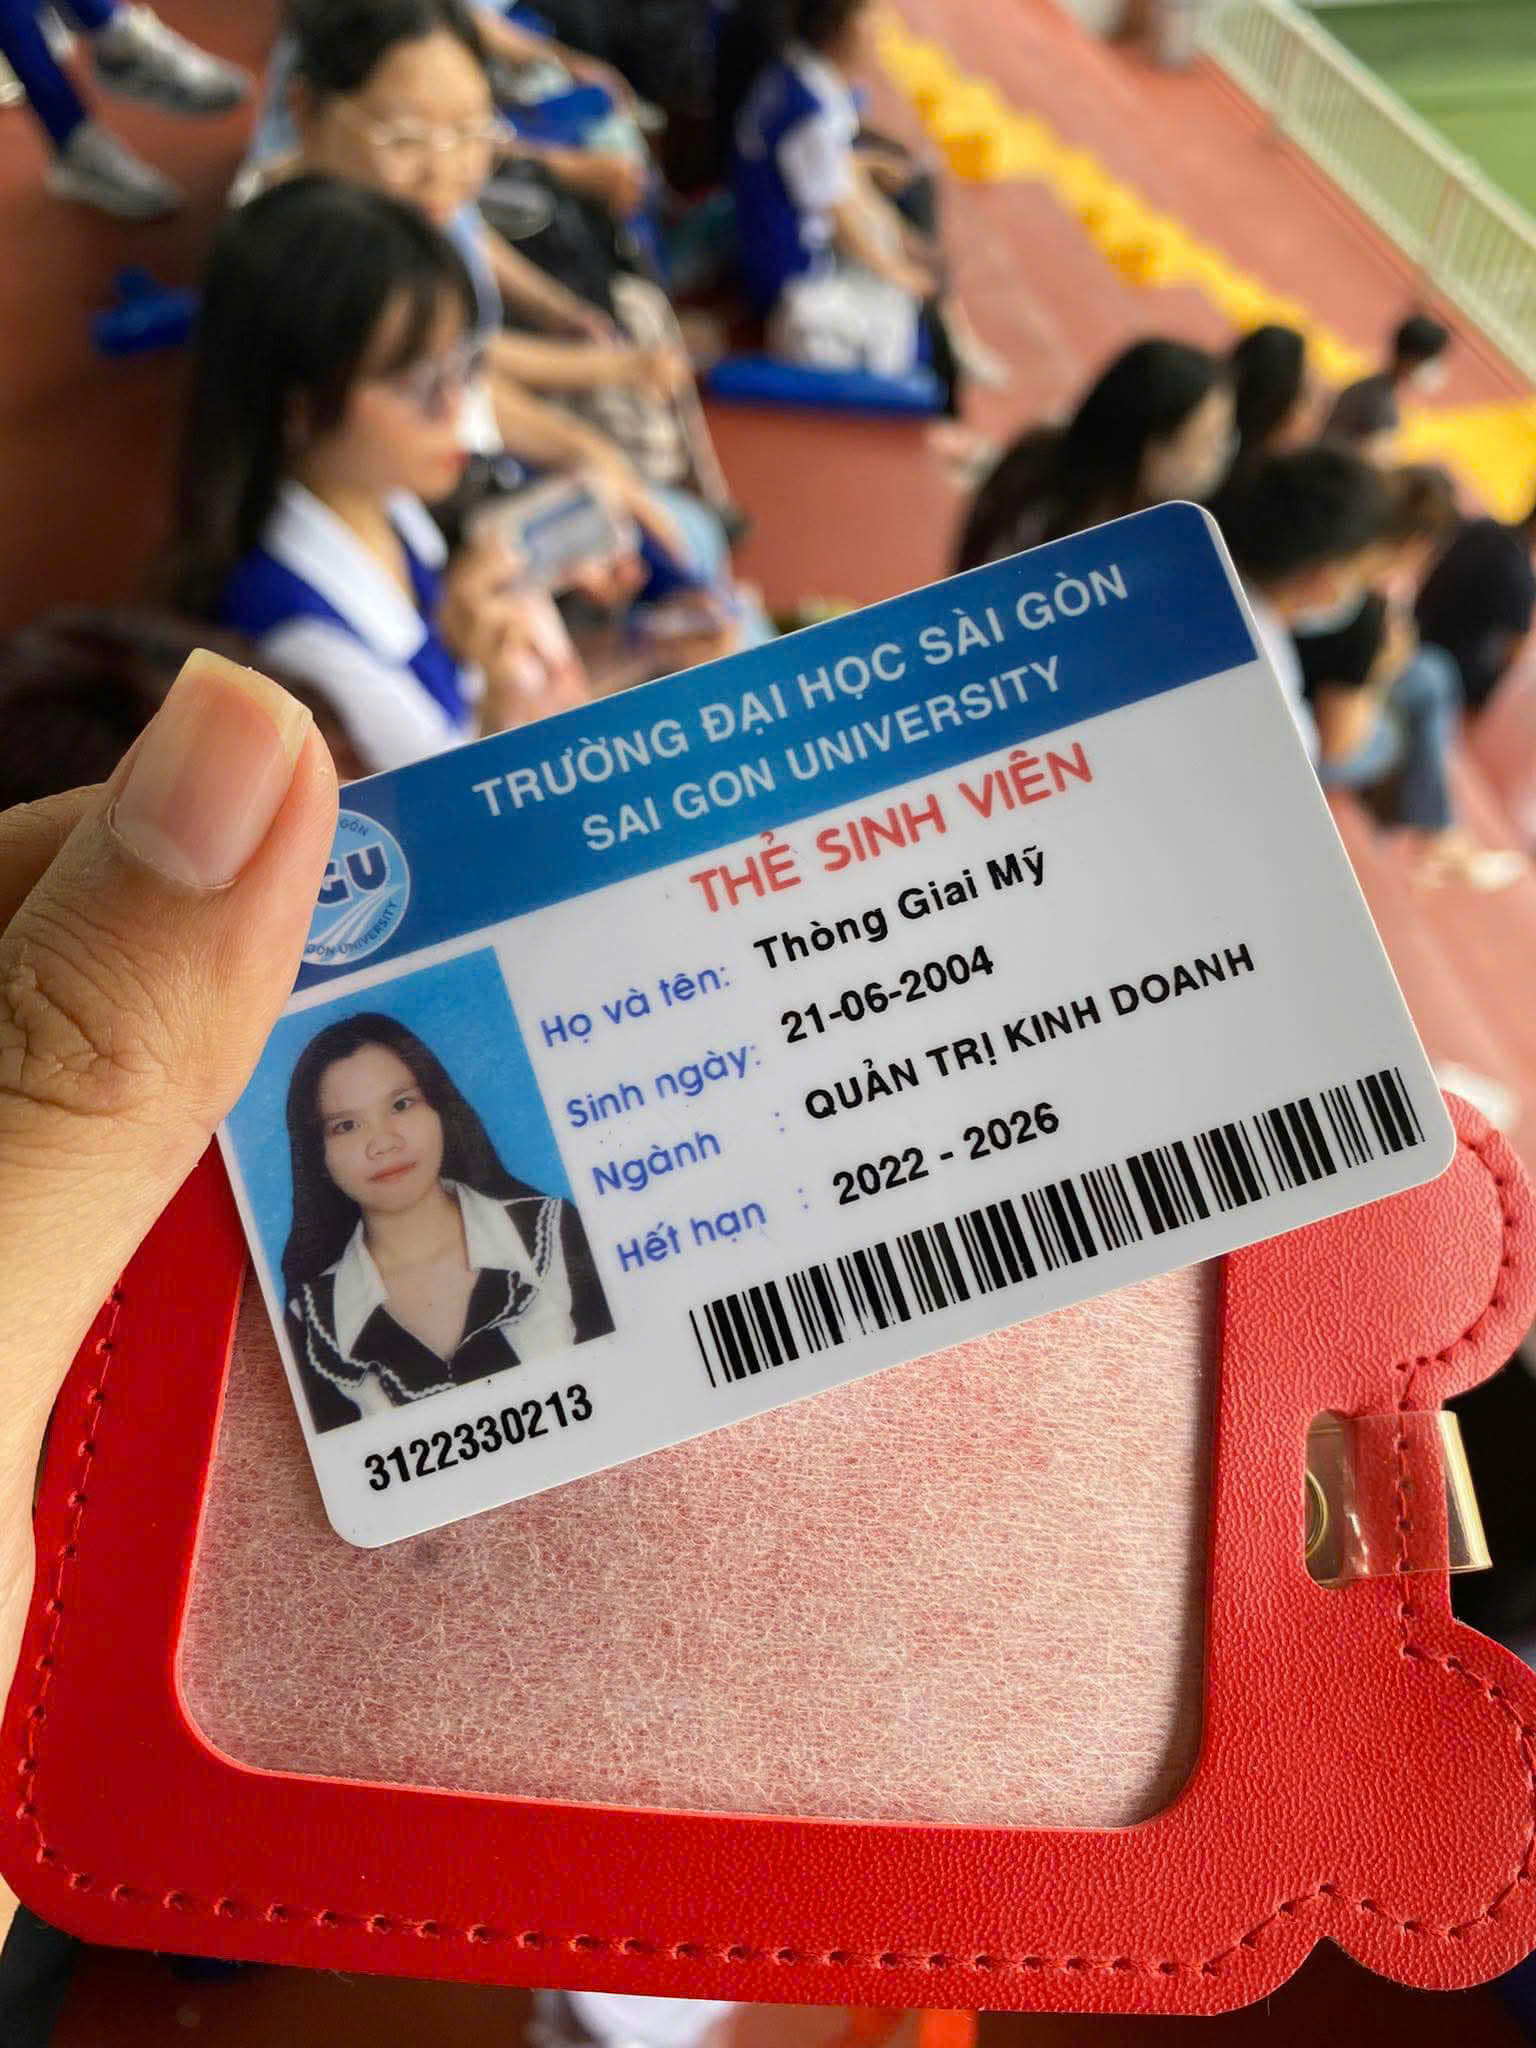 TRƯỜNG ĐẠI HỌC SÀI GÒN
SAI GON UNIVERSITY
GÒN
GU
GON UNIVERSITY
THẺ SINH VIÊN
Họ và tên: Thòng Giai Mỹ
Sinh ngày: 21-06-2004
Ngành : QUẢN TRỊ KINH DOANH
Hết hạn : 2022 - 2026
3122330213